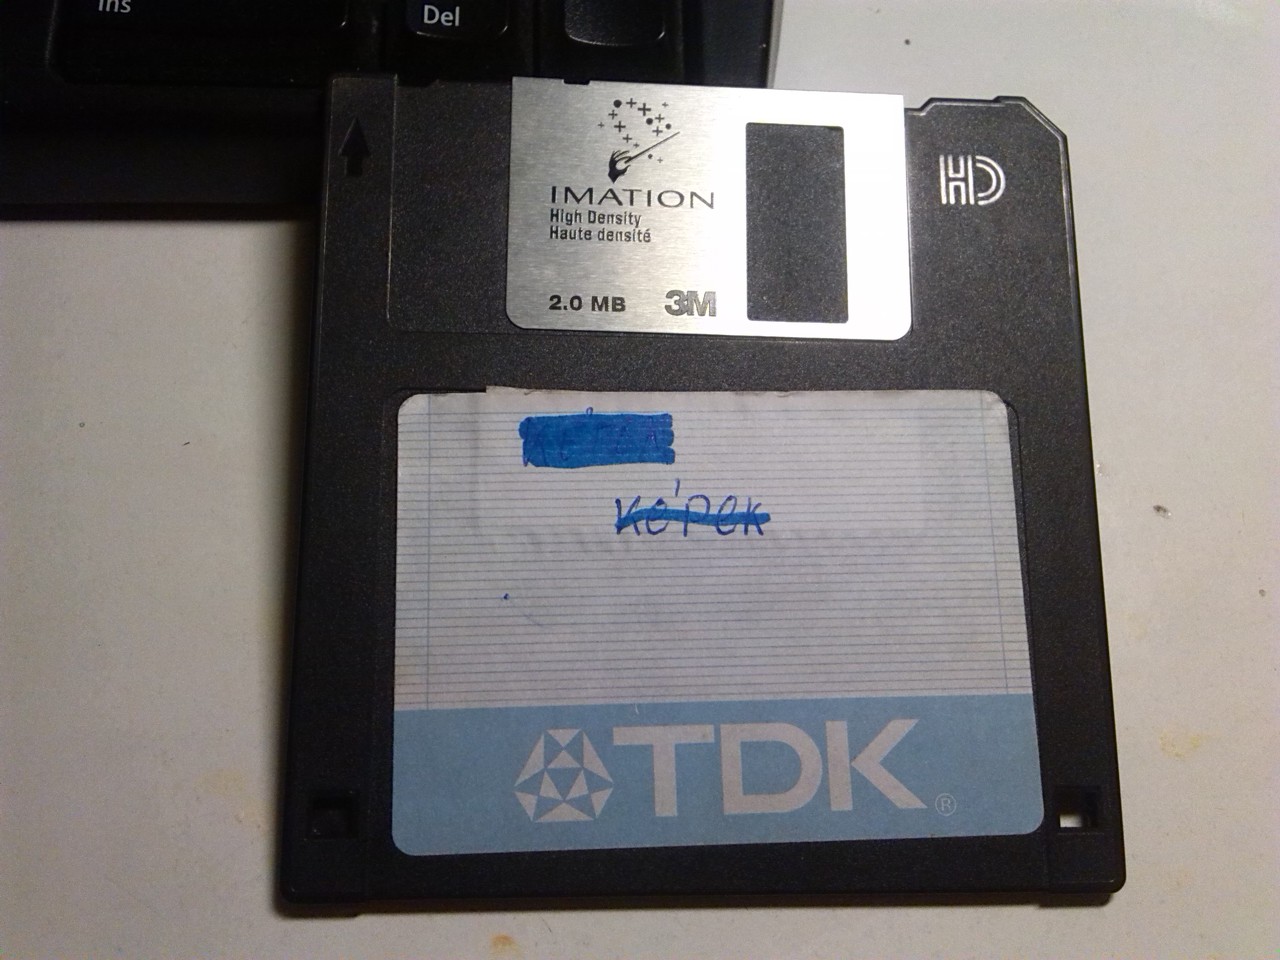 Ins
Del
IMATION
High Density
Haute densité
2.0 MB 3M
HD
Képek
TDK ®